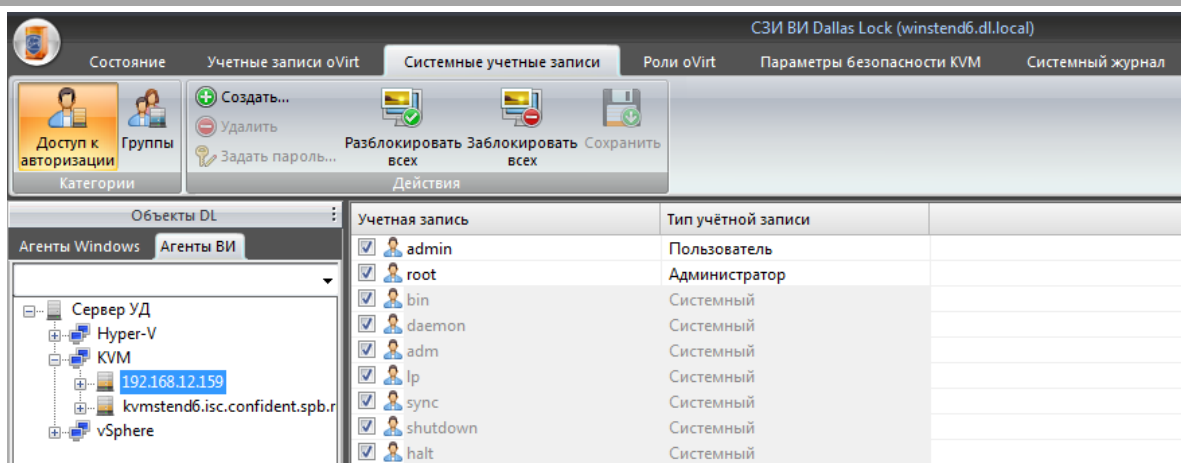 СЗИ ВИ Dallas Lock (winstend6.dl.local)
Состояние Учетные записи oVirt Системные учетные записи Роли oVirt Параметры безопасности KVM Системный журнал
Доступ к авторизации
Группы
Категории
Создать...
Удалить
Задать пароль...
Разблокировать всех
Заблокировать всех
Сохранить
Действия
Объекты DL
Агенты Windows Агенты ВИ
Сервер УД
Hyper-V
KVM
192.168.12.159
kvmstend6.isc.confident.spb.r
vSphere
Учетная запись Тип учётной записи
admin Пользователь
root Администратор
bin Системный
daemon Системный
adm Системный
lp Системный
sync Системный
shutdown Системный
halt Системный